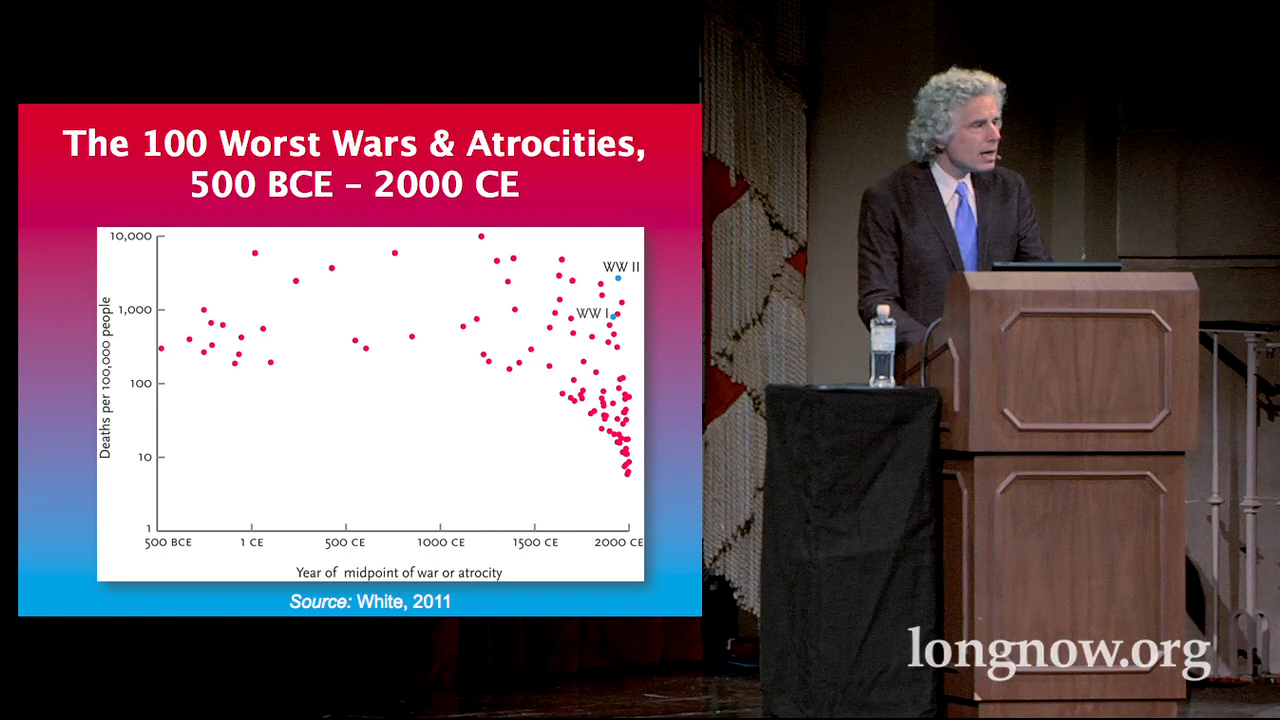 The 100 Worst Wars & Atrocities,
500 BCE – 2000 CE
10,000
1,000
100
10
1
Deaths per 100,000 people
WW II
WW I
500 BCE 1 CE 500 CE 1000 CE 1500 CE 2000 CE
Year of midpoint of war or atrocity
Source: White, 2011
longnow.org